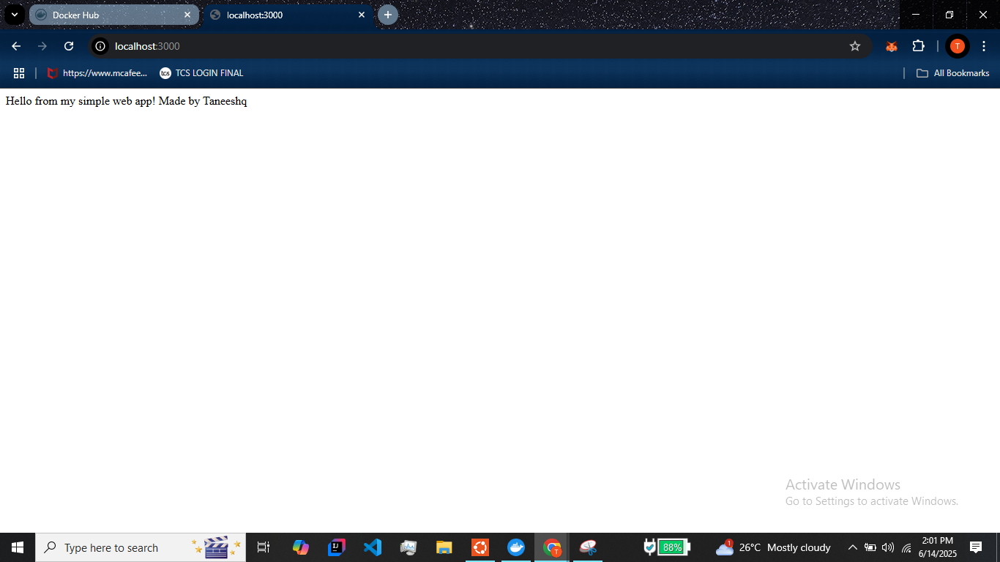 Docker Hub
localhost:3000
localhost:3000
https://www.mcafee...
tcs TCS LOGIN FINAL
All Bookmarks
T
Hello from my simple web app! Made by Taneeshq
Activate Windows
Go to Settings to activate Windows.
Type here to search
IJ
T
88%
1
26°C Mostly cloudy
2:01 PM
6/14/2025